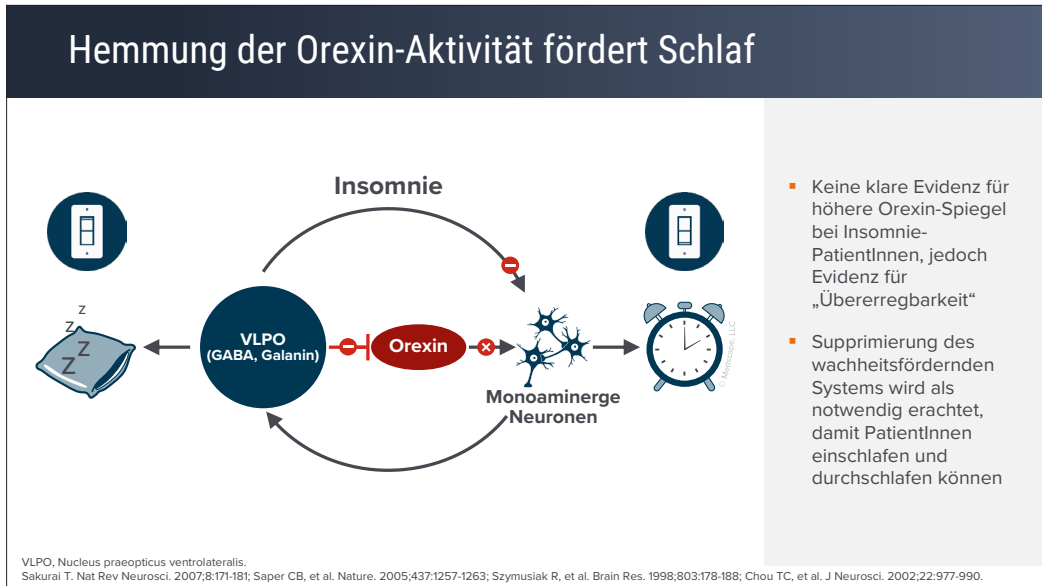 Hemmung der Orexin-Aktivität fördert Schlaf
Insomnie
z
z
z
Z
VLPO
(GABA, Galanin)
Orexin
Monoaminerge
Neuronen
© Medscape, LLC
▪ Keine klare Evidenz für
höhere Orexin-Spiegel
bei Insomnie-
PatientInnen, jedoch
Evidenz für
„Übererregbarkeit“
▪ Supprimierung des
wachheitsfördernden
Systems wird als
notwendig erachtet,
damit PatientInnen
einschlafen und
durchschlafen können
VLPO, Nucleus praeopticus ventrolateralis.
Sakurai T. Nat Rev Neurosci. 2007;8:171-181; Saper CB, et al. Nature. 2005;437:1257-1263; Szymusiak R, et al. Brain Res. 1998;803:178-188; Chou TC, et al. J Neurosci. 2002;22:977-990.